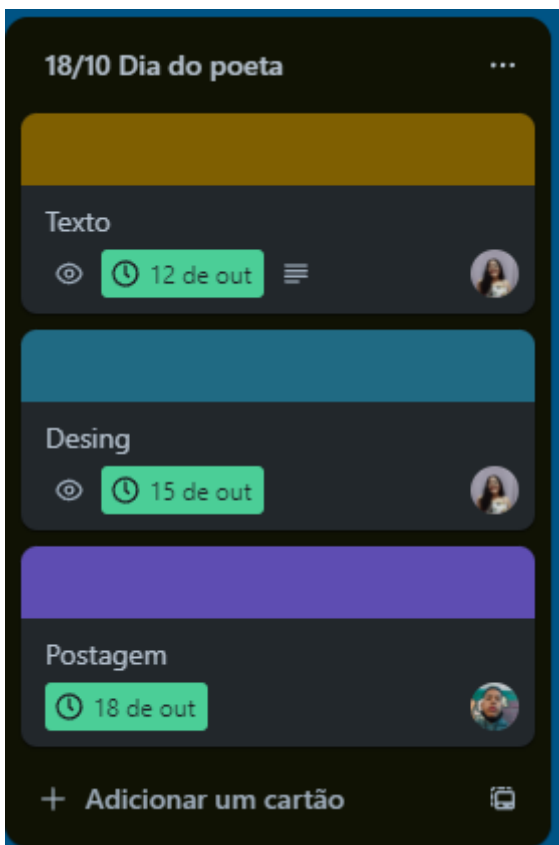 18/10 Dia do poeta
Texto
12 de out
Desing
15 de out
Postagem
18 de out
Adicionar um cartão